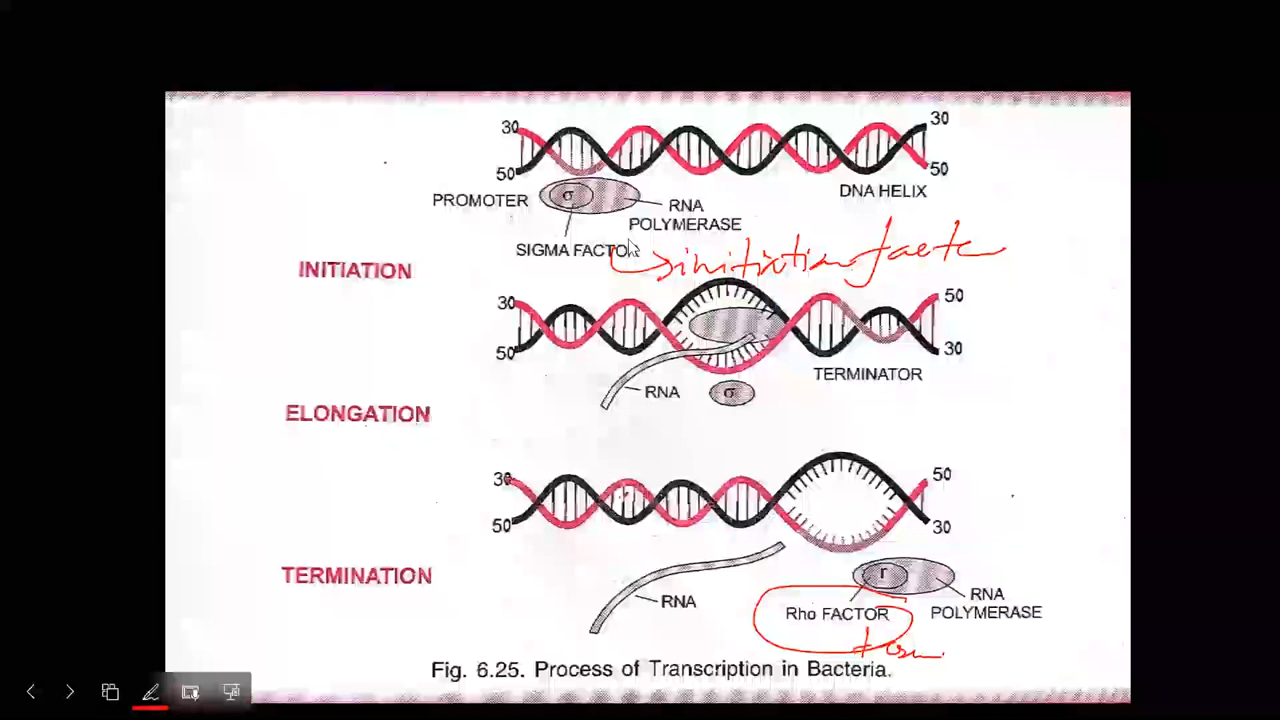 30 30
50 50
PROMOTER σ RNA POLYMERASE DNA HELIX
SIGMA FACTOR
initiation facto
INITIATION
30 50
50 30
TERMINATOR
RNA σ
ELONGATION
30 50
50 30
TERMINATION
r
RNA
Rho FACTOR
RNA POLYMERASE
Fig. 6.25. Process of Transcription in Bacteria.